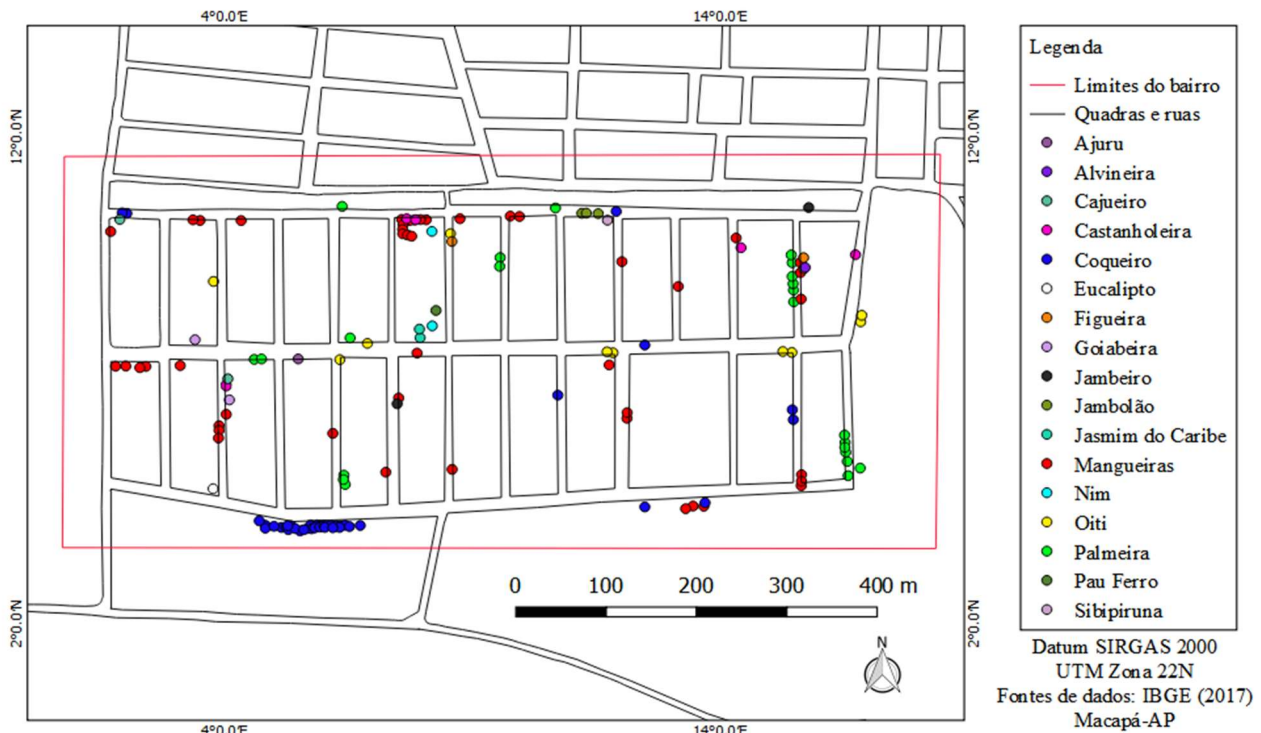 4°0.0'E
14°0.0'E
12°0.0'N
12°0.0'N
Legenda
Limites do bairro
Quadras e ruas
Ajuru
Alvineira
Cajueiro
Castanholeira
Coqueiro
Eucalipto
Figueira
Goiabeira
Jambeiro
Jambolão
Jasmim do Caribe
Mangueiras
Nim
Oiti
Palmeira
Pau Ferro
Sibipiruna
0 100 200 300 400 m
2°0.0'N
2°0.0'N
N
4°0.0'E
14°0.0'E
Datum SIRGAS 2000
UTM Zona 22N
Fontes de dados: IBGE (2017)
Macapá-AP